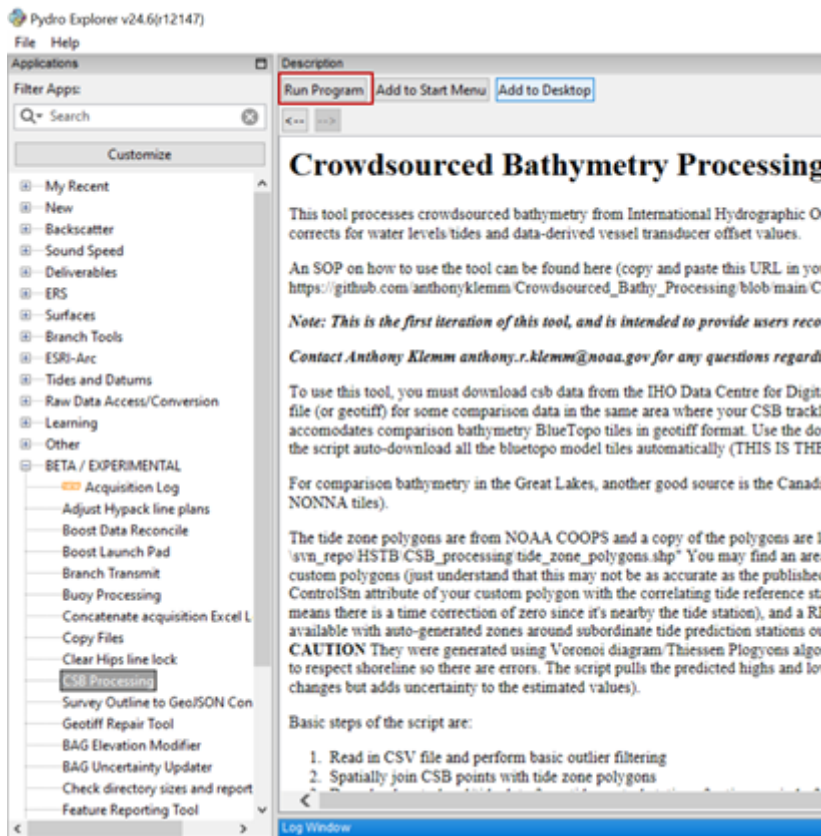 Pydro Explorer v24.6(r12147)
File Help
Applications
Filter Apps:
Search
Customize
My Recent
New
Backscatter
Sound Speed
Deliverables
ERS
Surfaces
Branch Tools
ESRI-Arc
Tides and Datums
Raw Data Access/Conversion
Learning
Other
BETA / EXPERIMENTAL
Acquisition Log
Adjust Hypack line plans
Boost Data Reconcile
Boost Launch Pad
Branch Transmit
Buoy Processing
Concatenate acquisition Excel L
Copy Files
Clear Hips line lock
CSB Processing
Survey Outline to GeoJSON Con
Geotiff Repair Tool
BAG Elevation Modifier
BAG Uncertainty Updater
Check directory sizes and report
Feature Reporting Tool
Description
Run Program Add to Start Menu Add to Desktop
<-- -->
Crowdsourced Bathymetry Processing
This tool processes crowdsourced bathymetry from International Hydrographic O
corrects for water levels/tides and data-derived vessel transducer offset values.
An SOP on how to use the tool can be found here (copy and paste this URL in you
https://github.com/anthonyklemm/Crowdsourced_Bathy_Processing/blob/main/C
Note: This is the first iteration of this tool, and is intended to provide users reco
Contact Anthony Klemm anthony.r.klemm@noaa.gov for any questions regardi
To use this tool, you must download csb data from the IHO Data Centre for Digita
file (or geotiff) for some comparison data in the same area where your CSB trackl
accomodates comparison bathymetry BlueTopo tiles in geotiff format. Use the do
the script auto-download all the bluetopo model tiles automatically (THIS IS THE
For comparison bathymetry in the Great Lakes, another good source is the Canad
NONNA tiles).
The tide zone polygons are from NOAA COOPS and a copy of the polygons are l
\svn_repo\HSTB\CSB_processing\tide_zone_polygons.shp" You may find an area
custom polygons (just understand that this may not be as accurate as the published
ControlStn attribute of your custom polygon with the correlating tide reference sta
means there is a time correction of zero since it's nearby the tide station), and a R
available with auto-generated zones around subordinate tide prediction stations ou
CAUTION They were generated using Voronoi diagram/Thiessen Plogyons algo
to respect shoreline so there are errors. The script pulls the predicted highs and lo
changes but adds uncertainty to the estimated values).
Basic steps of the script are:
1. Read in CSV file and perform basic outlier filtering
2. Spatially join CSB points with tide zone polygons
Log Window